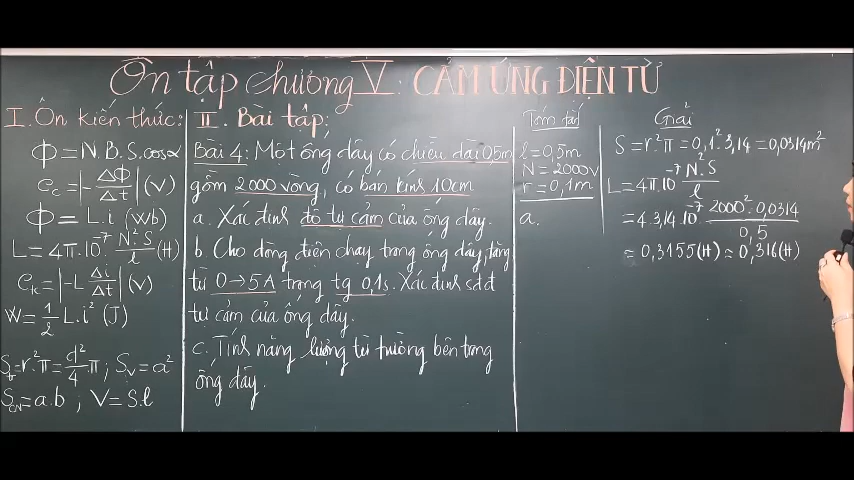 Ôn tập chương V: CẢM ỨNG ĐIỆN TỪ
I. Ôn kiến thức:
Φ = N.B.S.cosα
e_c = |-ΔΦ/Δt| (V)
Φ = L.i (Wb)
L = 4π.10⁻⁷ N².S/l (H)
e_tc = |-L Δi/Δt| (V)
W = 1/2 L.i² (J)
S_tr = r².π = d²/4.π ; S_v = a²
S_CN = a.b ; V = S.l
II. Bài tập:
Bài 4: Một ống dây có chiều dài 0,5m
gồm 2000 vòng, có bán kính 10cm
a. Xác định độ tự cảm của ống dây.
b. Cho dòng điện chạy trong ống dây, tăng
từ 0→5A trong tg 0,1s. Xác định sđđ
tự cảm của ống dây.
c. Tính năng lượng từ trường bên trong
ống dây.
Tóm tắt
l = 0,5m
N = 2000v
r = 0,1m
a.
Giải
S = r².π = 0,1².3,14 = 0,0314m²
L = 4π.10⁻⁷ N².S/l
= 4.3,14.10⁻⁷ 2000².0,0314/0,5
= 0,3155(H) ≈ 0,316(H)